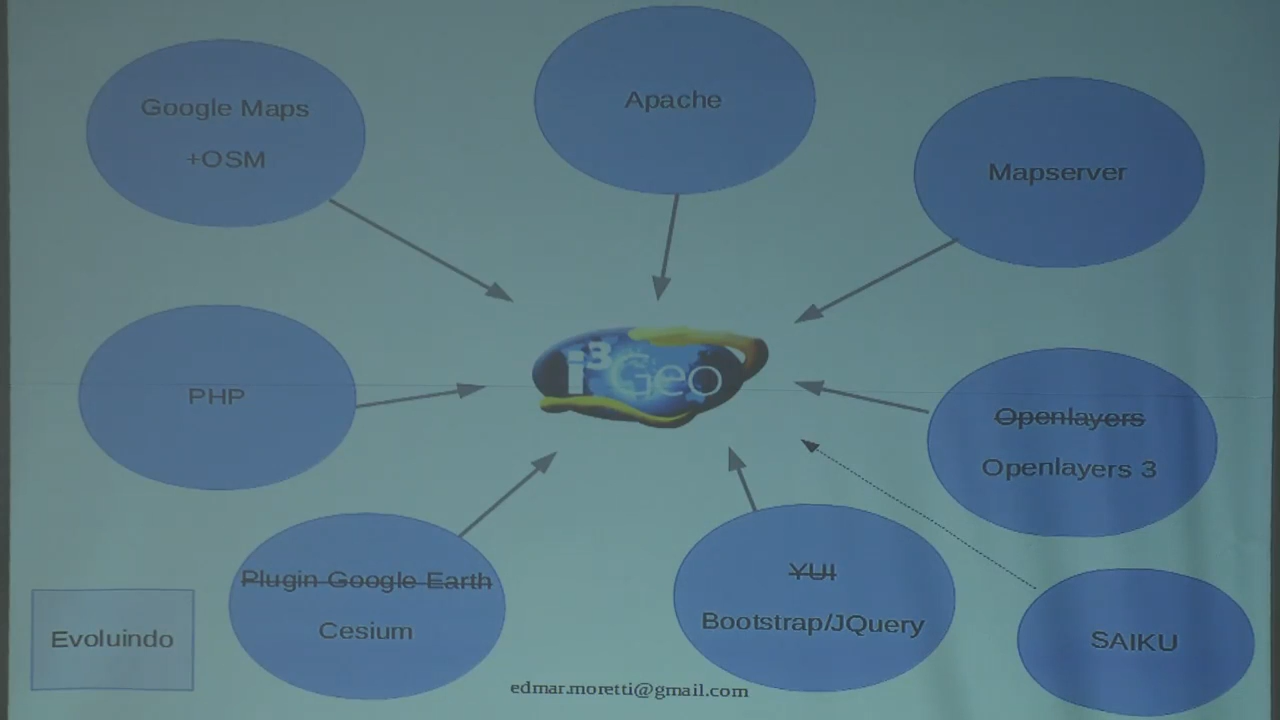 Google Maps
+OSM
Apache
Mapserver
i3Geo
PHP
Openlayers
Openlayers 3
Plugin Google Earth
Cesium
YUI
Bootstrap/JQuery
SAIKU
Evoluindo
edmar.moretti@gmail.com